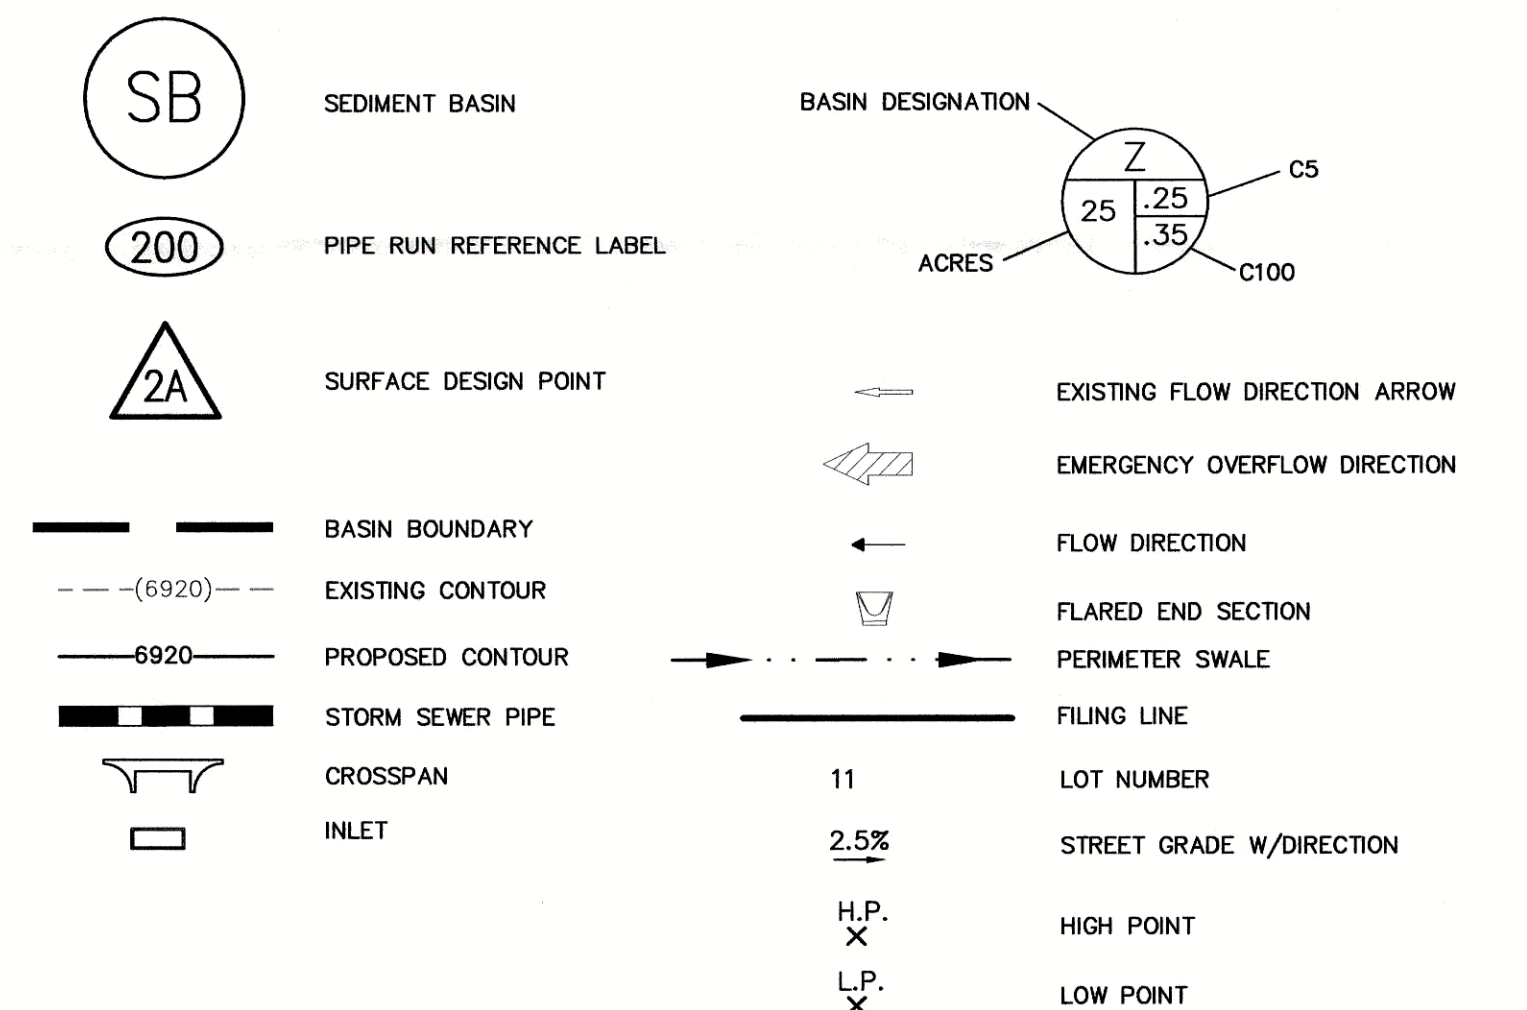 SB
SEDIMENT BASIN
200
PIPE RUN REFERENCE LABEL
2A
SURFACE DESIGN POINT
BASIN BOUNDARY
(6920)
EXISTING CONTOUR
6920
PROPOSED CONTOUR
STORM SEWER PIPE
CROSSPAN
INLET
BASIN DESIGNATION
Z
25
.25
.35
C5
ACRES
C100
EXISTING FLOW DIRECTION ARROW
EMERGENCY OVERFLOW DIRECTION
FLOW DIRECTION
FLARED END SECTION
PERIMETER SWALE
FILING LINE
11
LOT NUMBER
2.5%
STREET GRADE W/DIRECTION
H.P.
HIGH POINT
L.P.
LOW POINT